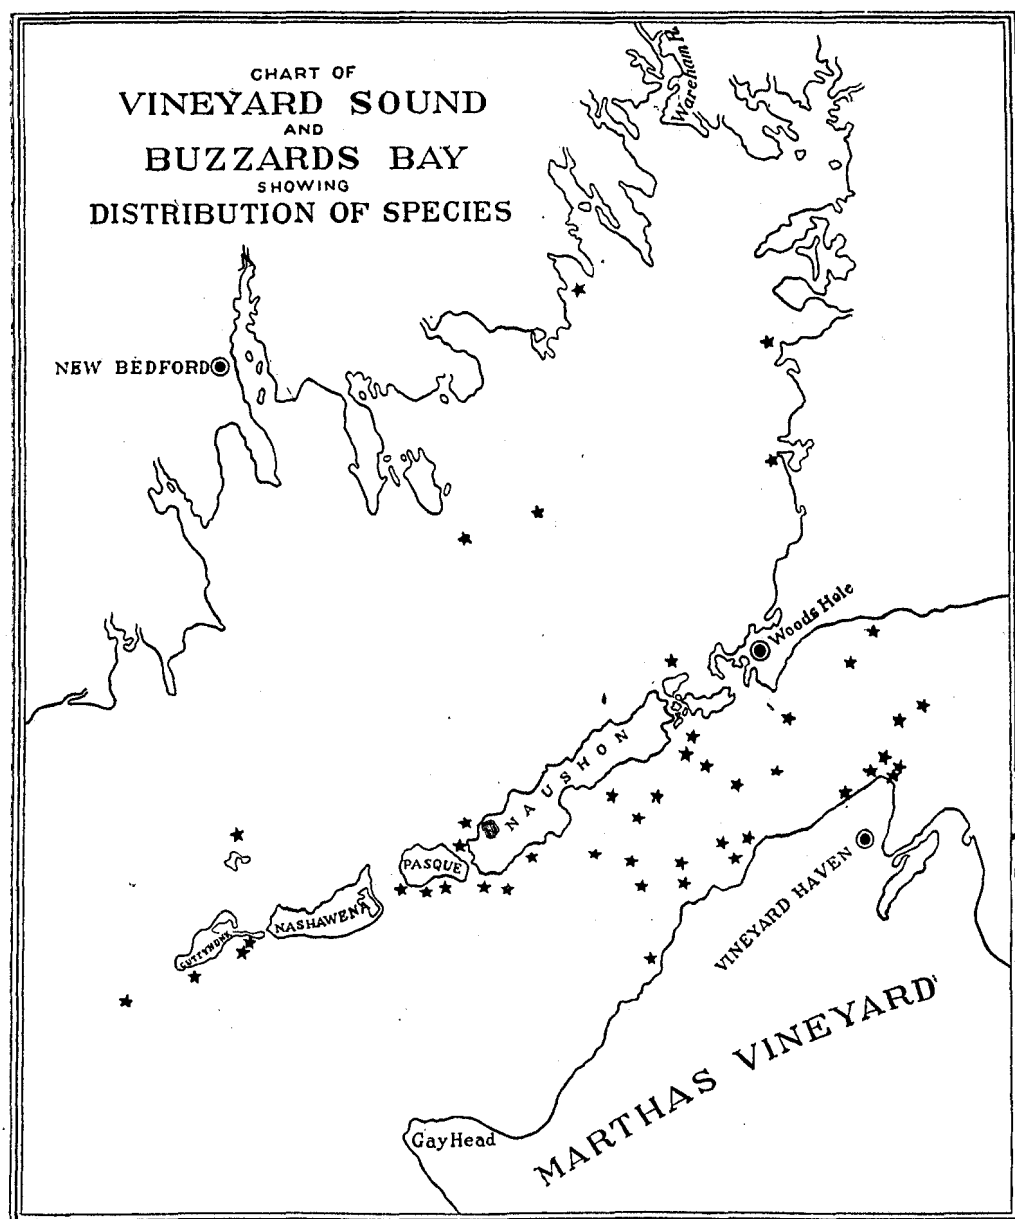 CHART OF
VINEYARD SOUND
AND
BUZZARDS BAY
SHOWING
DISTRIBUTION OF SPECIES
Wareham R.
NEW BEDFORD
Woods Hole
NAUSHON
PASQUE
NASHAWENA
CUTTYHUNK
VINEYARD HAVEN
MARTHAS VINEYARD
Gay Head